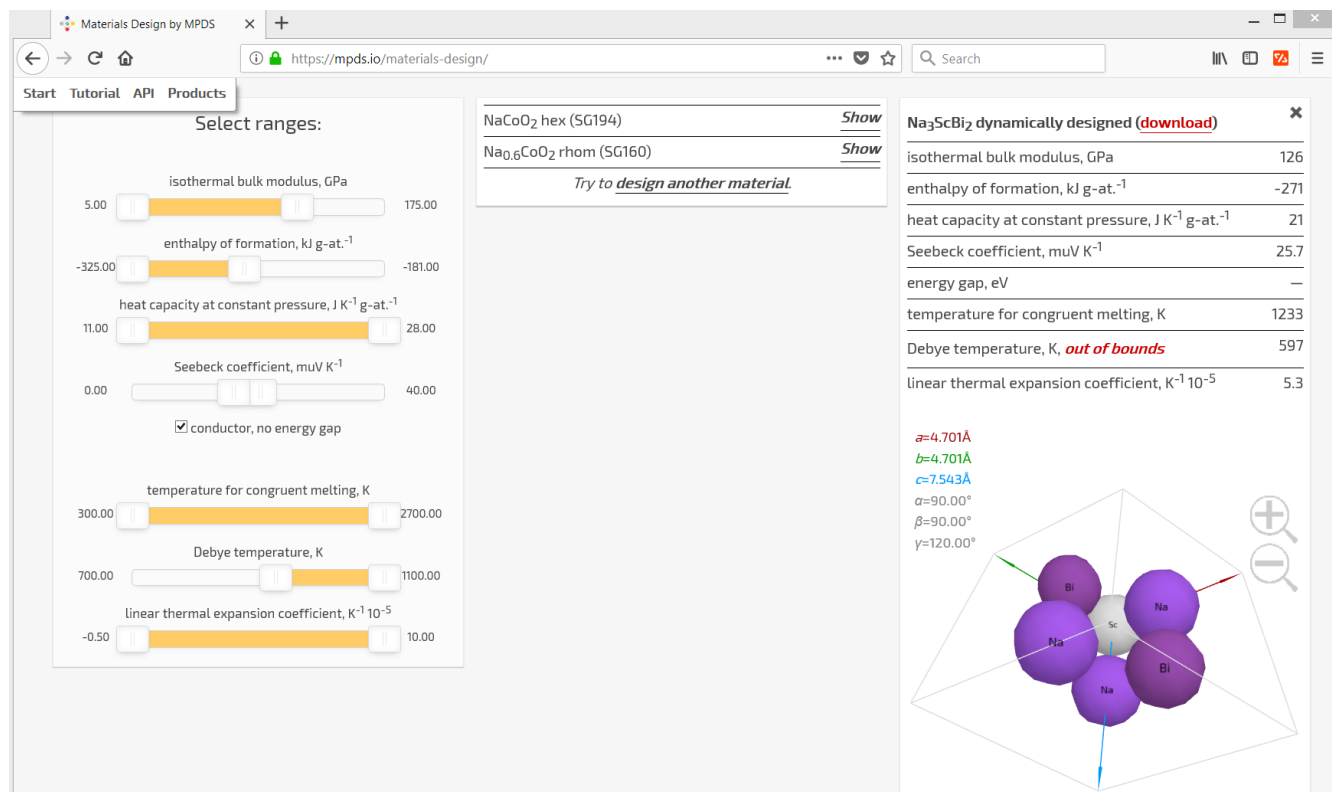 Materials Design by MPDS
https://mpds.io/materials-design/
Search
Start Tutorial API Products
Select ranges:
isothermal bulk modulus, GPa
5.00 175.00
enthalpy of formation, kJ g-at.⁻¹
-325.00 -181.00
heat capacity at constant pressure, J K⁻¹ g-at.⁻¹
11.00 28.00
Seebeck coefficient, muV K⁻¹
0.00 40.00
conductor, no energy gap
temperature for congruent melting, K
300.00 2700.00
Debye temperature, K
700.00 1100.00
linear thermal expansion coefficient, K⁻¹ 10⁻⁵
-0.50 10.00
NaCoO₂ hex (SG194) Show
Na₀.₆CoO₂ rhom (SG160) Show
Try to design another material.
Na₃ScBi₂ dynamically designed (download)
isothermal bulk modulus, GPa 126
enthalpy of formation, kJ g-at.⁻¹ -271
heat capacity at constant pressure, J K⁻¹ g-at.⁻¹ 21
Seebeck coefficient, muV K⁻¹ 25.7
energy gap, eV —
temperature for congruent melting, K 1233
Debye temperature, K, out of bounds 597
linear thermal expansion coefficient, K⁻¹ 10⁻⁵ 5.3
a=4.701Å
b=4.701Å
c=7.543Å
α=90.00°
β=90.00°
γ=120.00°
Bi
Na
Sc
Na
Bi
Na